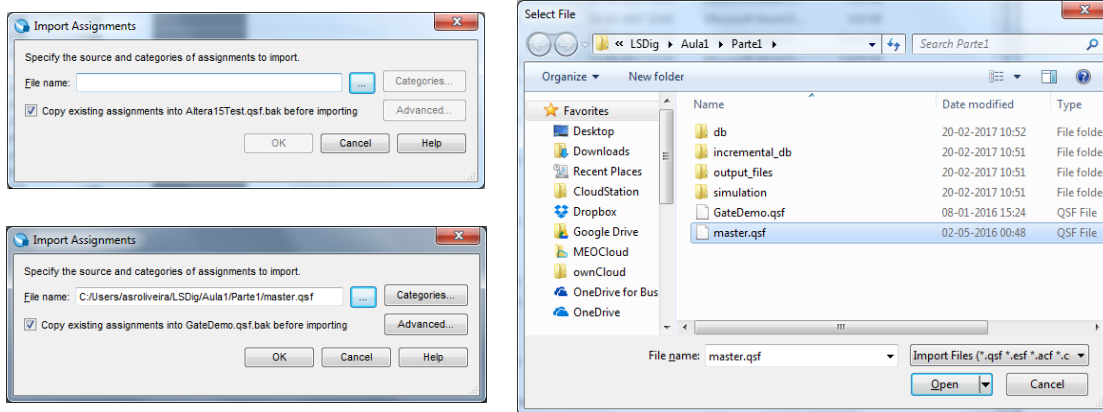 Import Assignments
Specify the source and categories of assignments to import.
File name:
...
Categories...
Copy existing assignments into Altera15Test.qsf.bak before importing
Advanced...
OK
Cancel
Help
Import Assignments
Specify the source and categories of assignments to import.
File name: C:/Users/asroliveira/LSDig/Aula1/Parte1/master.qsf
...
Categories...
Copy existing assignments into GateDemo.qsf.bak before importing
Advanced...
OK
Cancel
Help
Select File
« LSDig Aula1 Parte1
Search Parte1
Organize
New folder
Favorites
Desktop
Downloads
Recent Places
CloudStation
Dropbox
Google Drive
MEOCloud
ownCloud
OneDrive for Bus
OneDrive
Name Date modified Type
db 20-02-2017 10:52 File folde
incremental_db 20-02-2017 10:51 File folde
output_files 20-02-2017 10:51 File folde
simulation 20-02-2017 10:51 File folde
GateDemo.qsf 08-01-2016 15:24 QSF File
master.qsf 02-05-2016 00:48 QSF File
File name: master.qsf
Import Files (*.qsf *.esf *.acf *.c
Open
Cancel